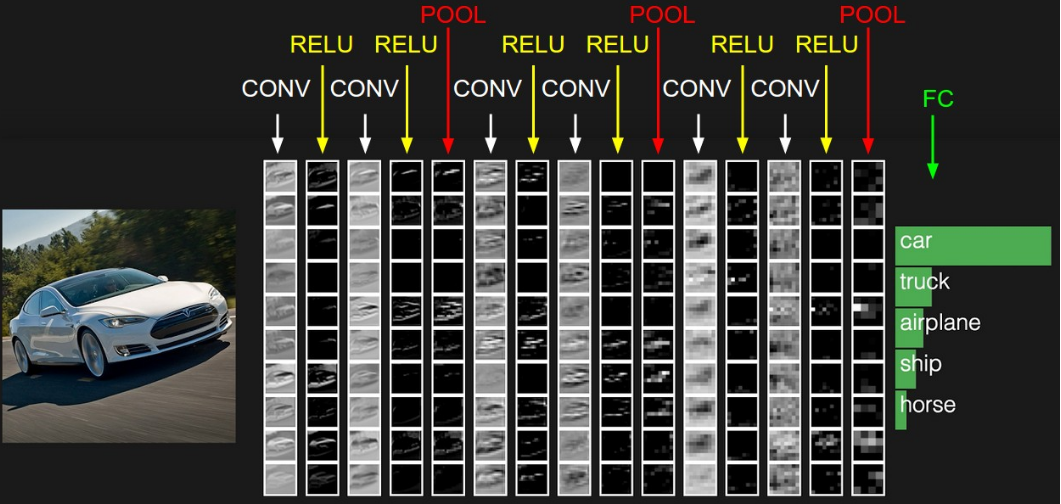 POOL POOL POOL
RELU RELU RELU RELU RELU RELU
CONV CONV CONV CONV CONV CONV
FC
car
truck
airplane
ship
horse